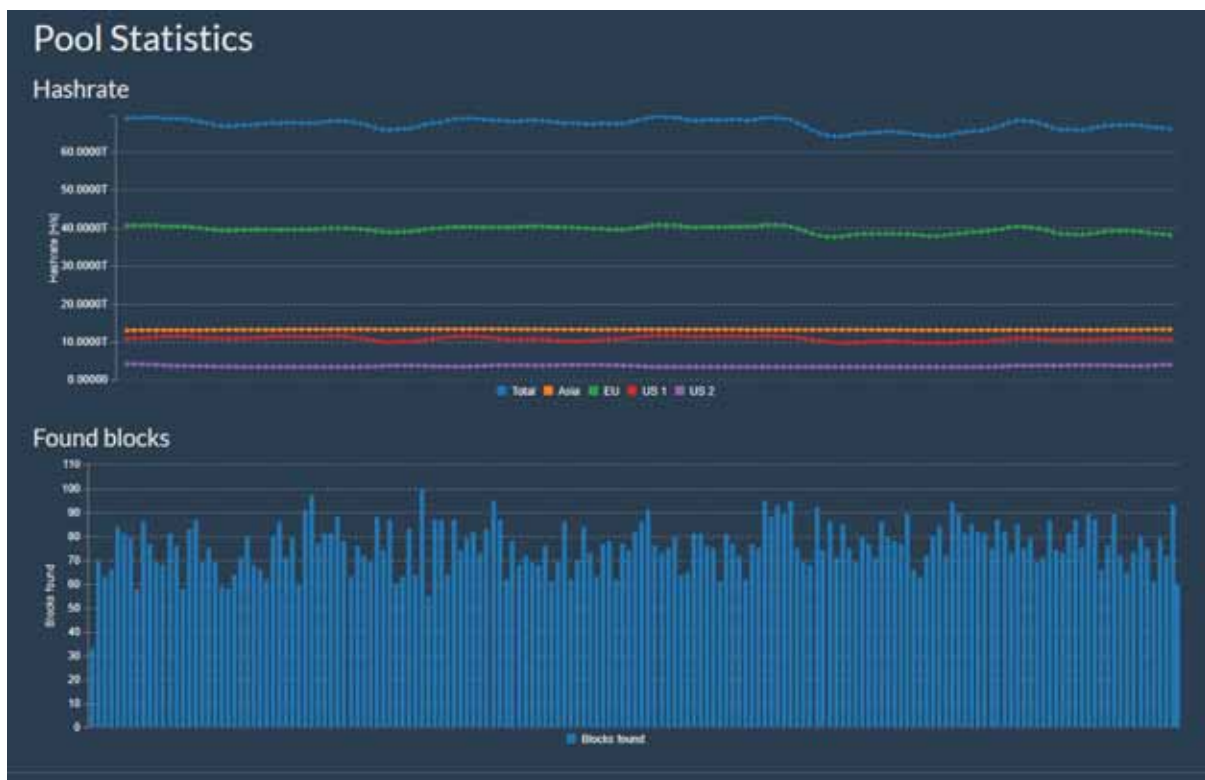 Pool Statistics
Hashrate
60.0000T
50.0000T
40.0000T
30.0000T
20.0000T
10.0000T
0.00000
Hashrate [H/s]
Total Asia EU US 1 US 2
Found blocks
110
100
90
80
70
60
50
40
30
20
10
0
Blocks found
Blocks found